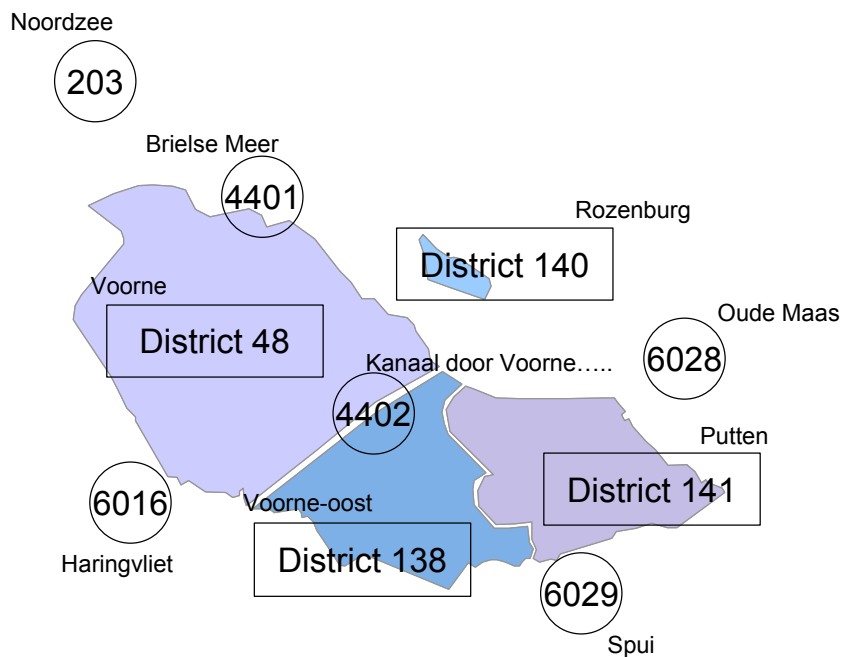 Noordzee
203
Brielse Meer
4401
Rozenburg
District 140
Voorne
District 48
Oude Maas
6028
Kanaal door Voorne…..
4402
Putten
District 141
6016
Haringvliet
Voorne-oost
District 138
6029
Spui